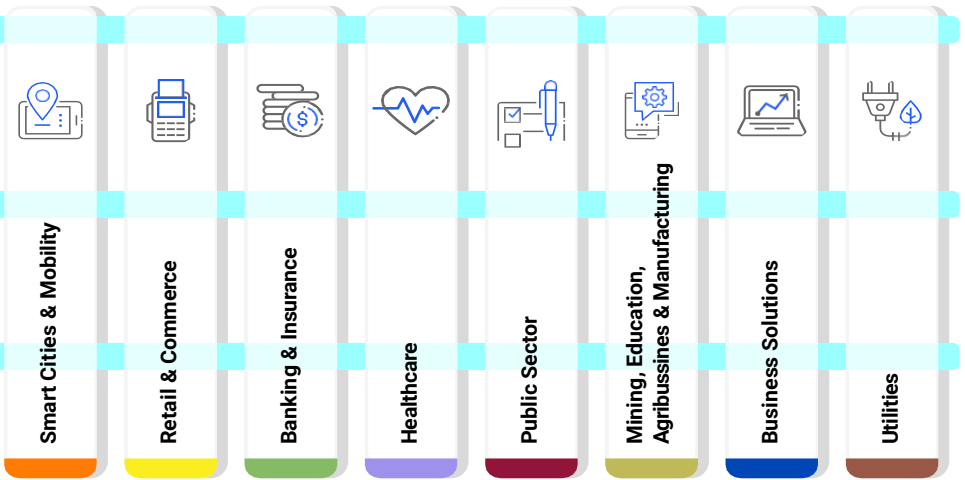 Smart Cities & Mobility
Retail & Commerce
Banking & Insurance
Healthcare
Public Sector
Mining, Education,
Agribussines & Manufacturing
Business Solutions
Utilities